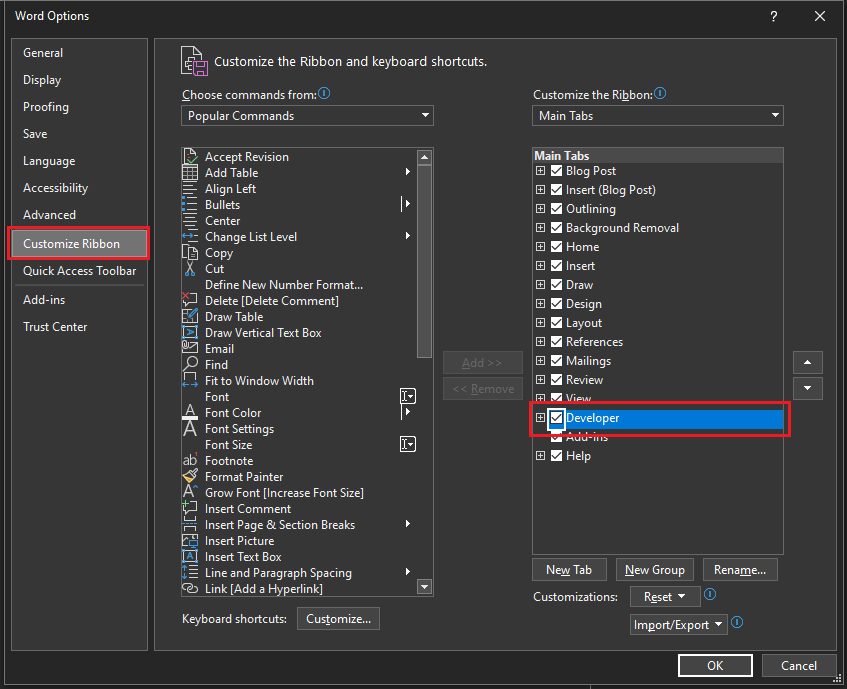 Word Options
?
General
Display
Proofing
Save
Language
Accessibility
Advanced
Customize Ribbon
Quick Access Toolbar
Add-ins
Trust Center
Customize the Ribbon and keyboard shortcuts.
Choose commands from:
Popular Commands
Accept Revision
Add Table
Align Left
Bullets
Center
Change List Level
Copy
Cut
Define New Number Format...
Delete [Delete Comment]
Draw Table
Draw Vertical Text Box
Email
Find
Fit to Window Width
Font
Font Color
Font Settings
Font Size
Footnote
Format Painter
Grow Font [Increase Font Size]
Insert Comment
Insert Page & Section Breaks
Insert Picture
Insert Text Box
Line and Paragraph Spacing
Link [Add a Hyperlink]
Keyboard shortcuts: Customize...
Add >>
<< Remove
Customize the Ribbon:
Main Tabs
Main Tabs
Blog Post
Insert (Blog Post)
Outlining
Background Removal
Home
Insert
Draw
Design
Layout
References
Mailings
Review
View
Developer
Add-ins
Help
New Tab New Group Rename...
Customizations: Reset
Import/Export
OK Cancel